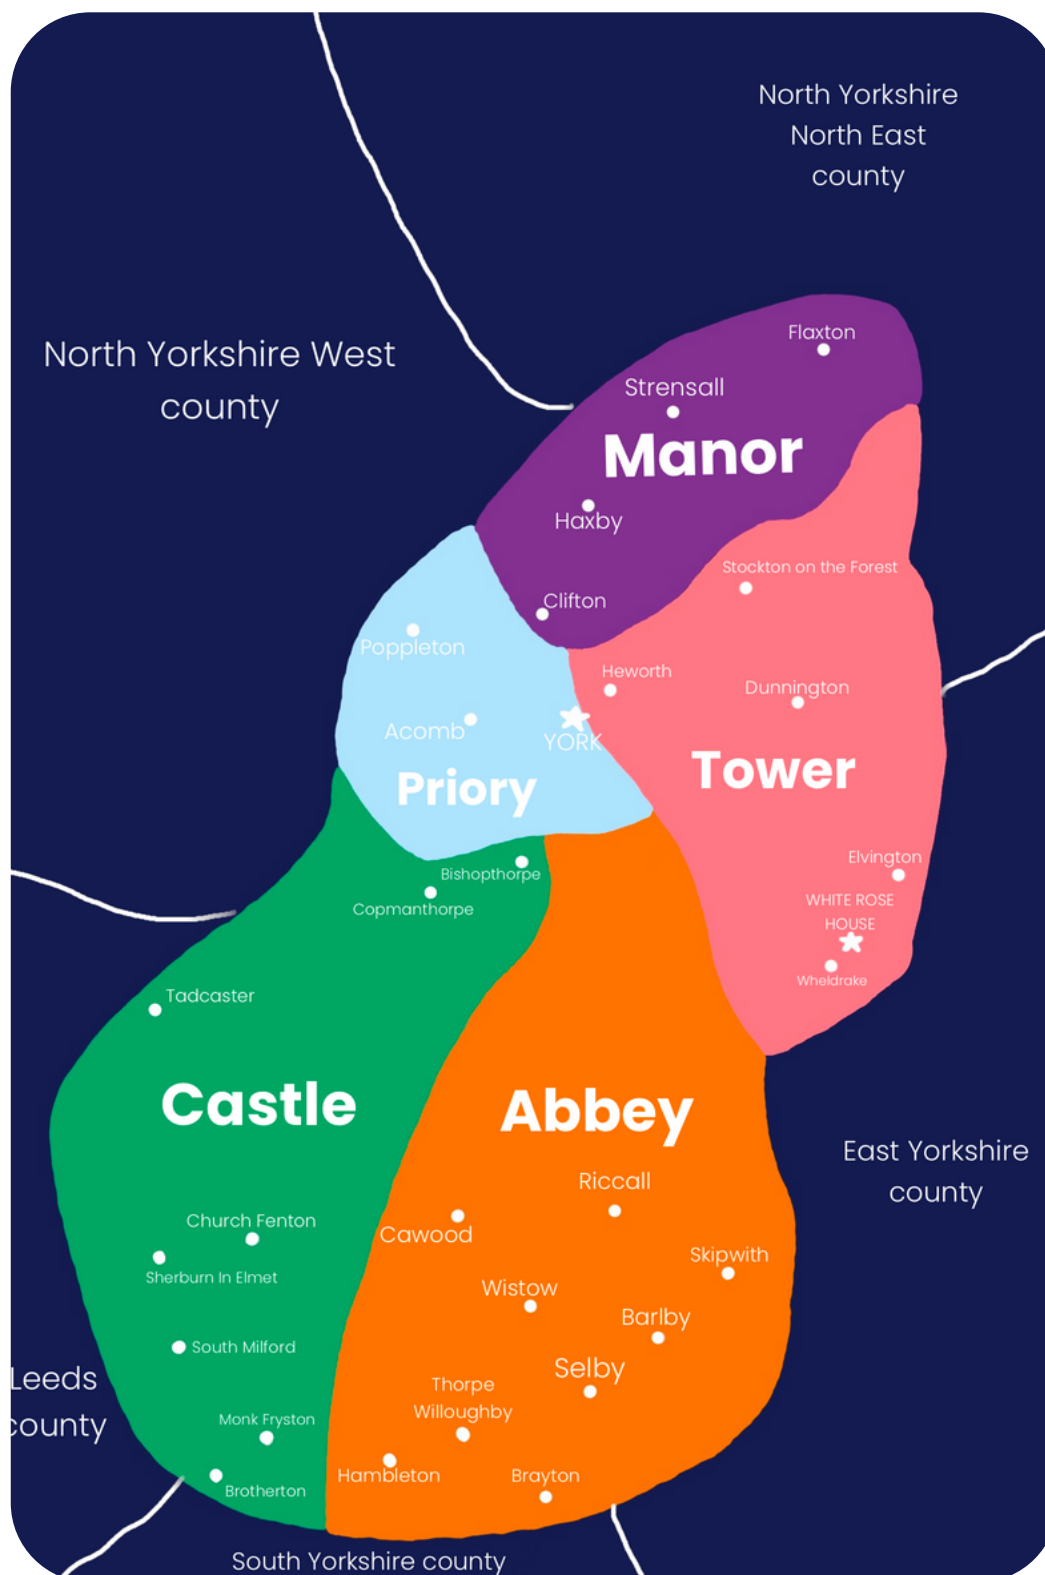 North Yorkshire
North East
county
North Yorkshire West
county
Flaxton
Strensall
Manor
Haxby
Stockton on the Forest
Clifton
Poppleton
Heworth
Dunnington
Acomb
YORK
Priory
Tower
Elvington
Bishopthorpe
WHITE ROSE
HOUSE
Copmanthorpe
Wheldrake
Tadcaster
Castle
Abbey
East Yorkshire
county
Riccall
Church Fenton
Cawood
Skipwith
Sherburn In Elmet
Wistow
Barlby
South Milford
Selby
Leeds
county
Thorpe
Willoughby
Monk Fryston
Hambleton
Brayton
Brotherton
South Yorkshire county